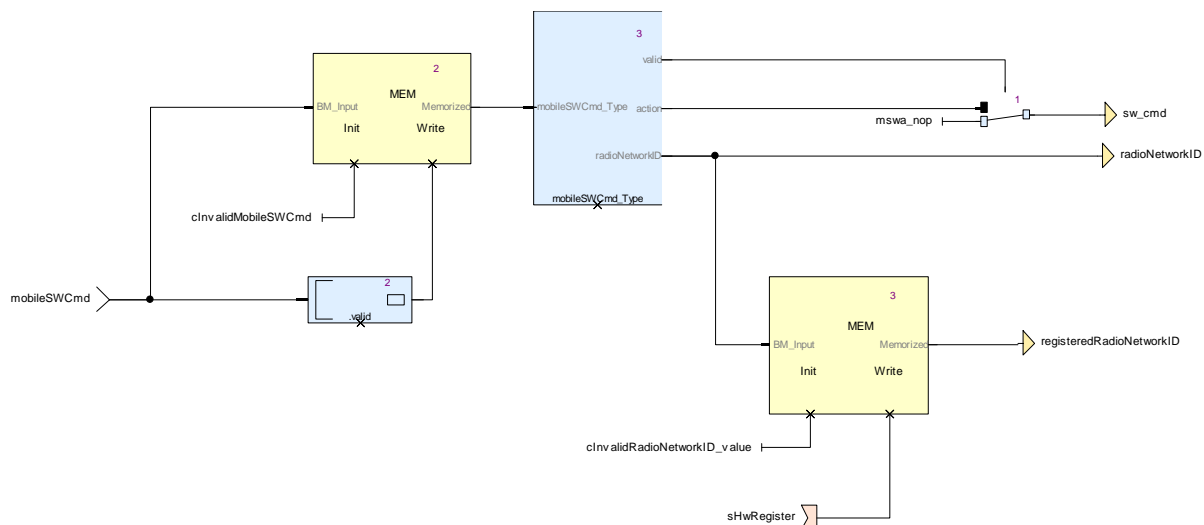 3
valid
2
MEM
BM_Input
Memorized
Init
Write
mobileSWCmd_Type
action
1
mswa_nop
sw_cmd
radioNetworkID
radioNetworkID
mobileSWCmd_Type
cInvalidMobileSWCmd
2
.valid
mobileSWCmd
3
MEM
BM_Input
Memorized
registeredRadioNetworkID
Init
Write
cInvalidRadioNetworkID_value
sHwRegister